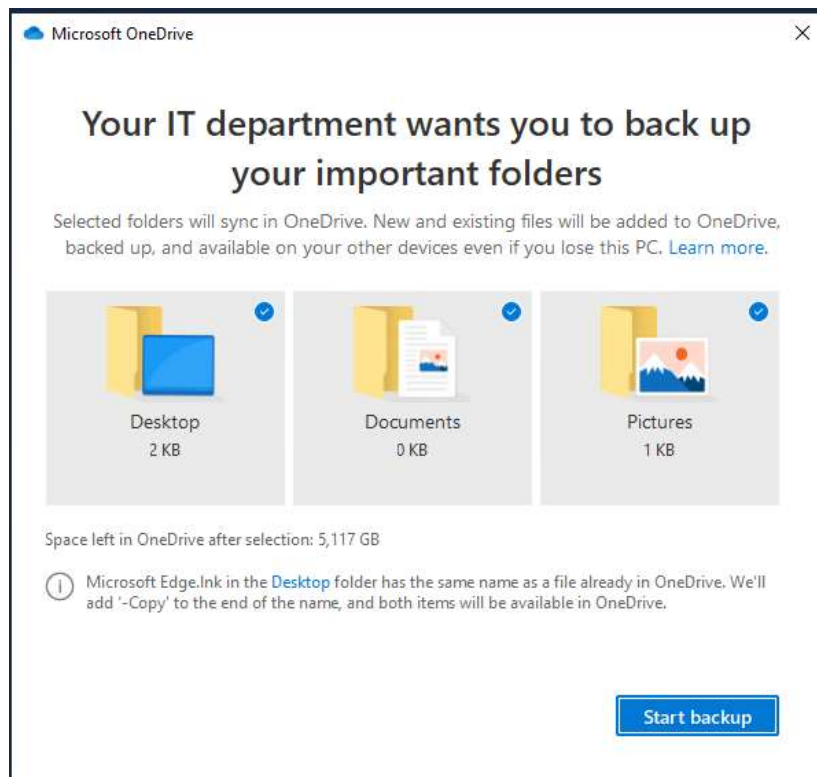 Microsoft OneDrive
Your IT department wants you to back up
your important folders
Selected folders will sync in OneDrive. New and existing files will be added to OneDrive,
backed up, and available on your other devices even if you lose this PC. Learn more.
Desktop
2 KB
Documents
0 KB
Pictures
1 KB
Space left in OneDrive after selection: 5,117 GB
Microsoft Edge.lnk in the Desktop folder has the same name as a file already in OneDrive. We'll
add '-Copy' to the end of the name, and both items will be available in OneDrive.
Start backup